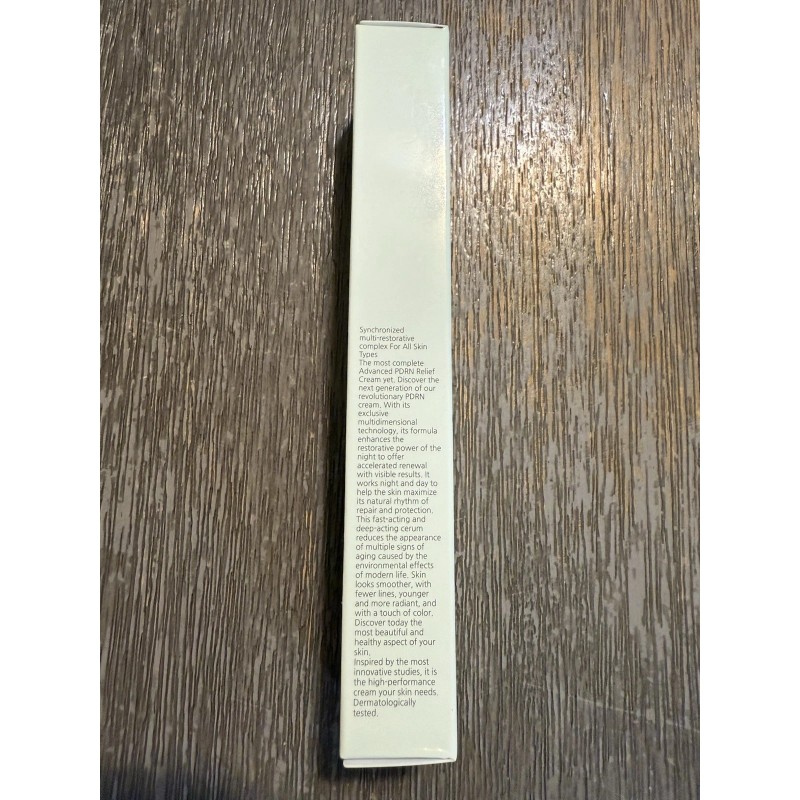 Synchronized
multi-restorative
complex For All Skin
Types
The most complete
Advanced PDRN Relief
Cream yet. Discover the
next generation of our
revolutionary PDRN
cream. With its
exclusive
multidimensional
technology, its formula
enhances the
restorative power of the
night to offer
accelerated renewal
with visible results. It
works night and day to
help the skin maximize
its natural rhythm of
repair and protection.
This fast-acting and
deep-acting cerum
reduces the appearance
of multiple signs of
aging caused by the
environmental effects
of modern life. Skin
looks smoother, with
fewer lines, younger
and more radiant, and
with a touch of color.
Discover today the
most beautiful and
healthy aspect of your
skin.
Inspired by the most
innovative studies, it is
the high-performance
cream your skin needs.
Dermatologically
tested.